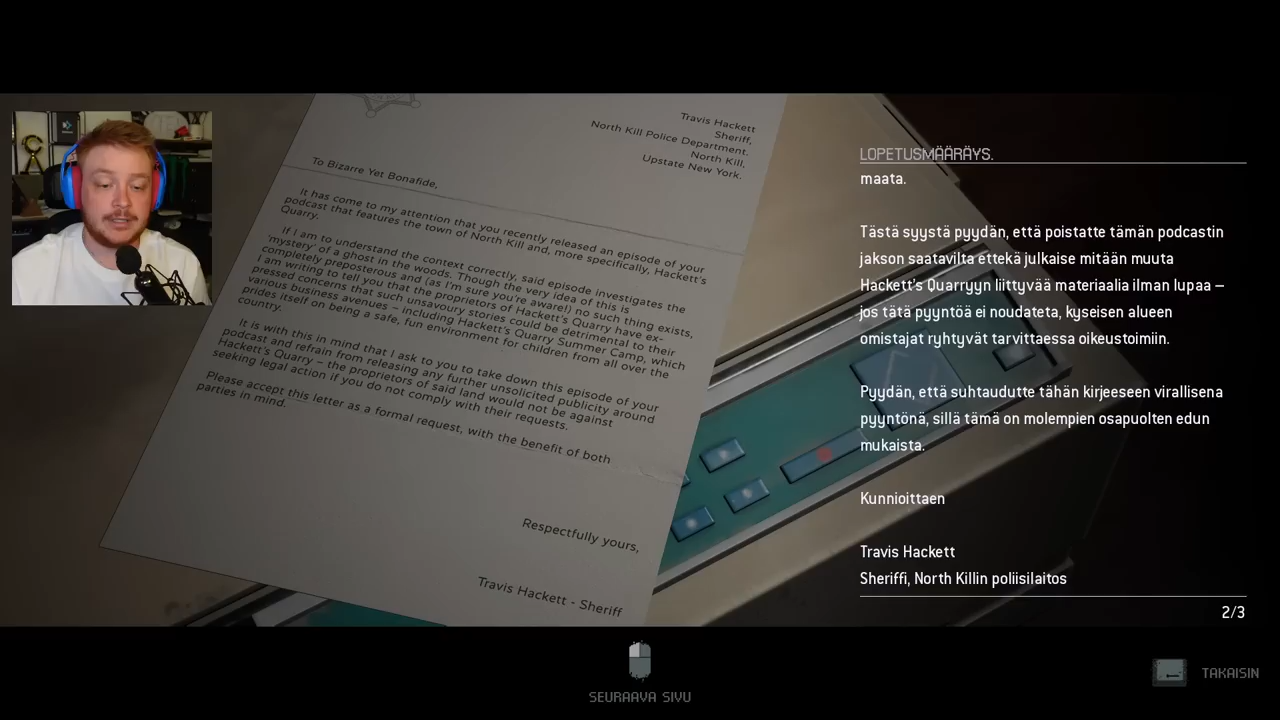 Travis Hackett
Sheriff,
North Kill Police Department.
North Kill,
Upstate New York.
To Bizarre Yet Bonafide,
It has come to my attention that you recently released an episode of your
podcast that features the town of North Kill and, more specifically, Hackett's
Quarry.
If I am to understand the context correctly, said episode investigates the
'mystery' of a ghost in the woods. Though the very idea of this is
completely preposterous and (as I'm sure you're aware!) no such thing exists,
I am writing to tell you that the proprietors of Hackett's Quarry have ex-
pressed concerns that such unsavoury stories could be detrimental to their
various business avenues – including Hackett's Quarry Summer Camp, which
prides itself on being a safe, fun environment for children from all over the
country.
It is with this in mind that I ask to you to take down this episode of your
podcast and refrain from releasing any further unsolicited publicity around
Hackett's Quarry – the proprietors of said land would not be against
seeking legal action if you do not comply with their requests.
Please accept this letter as a formal request, with the benefit of both
parties in mind.
Respectfully yours,
Travis Hackett - Sheriff
LOPETUSMÄÄRÄYS.
maata.
Tästä syystä pyydän, että poistatte tämän podcastin
jakson saatavilta ettekä julkaise mitään muuta
Hackett's Quarryyn liittyvää materiaalia ilman lupaa –
jos tätä pyyntöä ei noudateta, kyseisen alueen
omistajat ryhtyvät tarvittaessa oikeustoimiin.
Pyydän, että suhtaudutte tähän kirjeeseen virallisena
pyyntönä, sillä tämä on molempien osapuolten edun
mukaista.
Kunnioittaen
Travis Hackett
Sheriffi, North Killin poliisilaitos
2/3
SEURAAVA SIVU
TAKAISIN